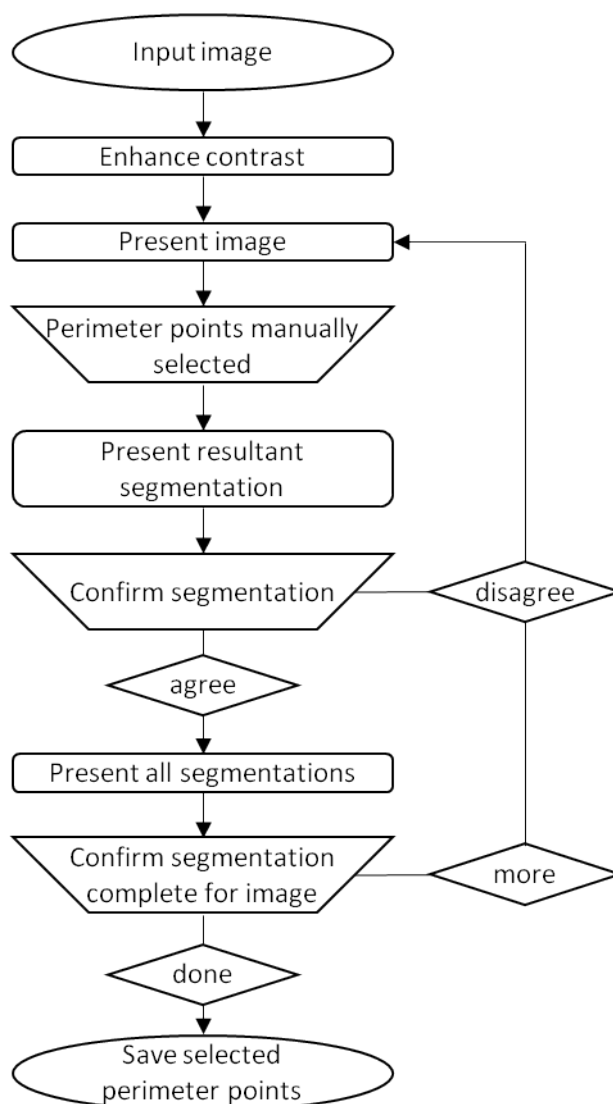 Input image
Enhance contrast
Present image
Perimeter points manually
selected
Present resultant
segmentation
Confirm segmentation
disagree
agree
Present all segmentations
Confirm segmentation
complete for image
more
done
Save selected
perimeter points